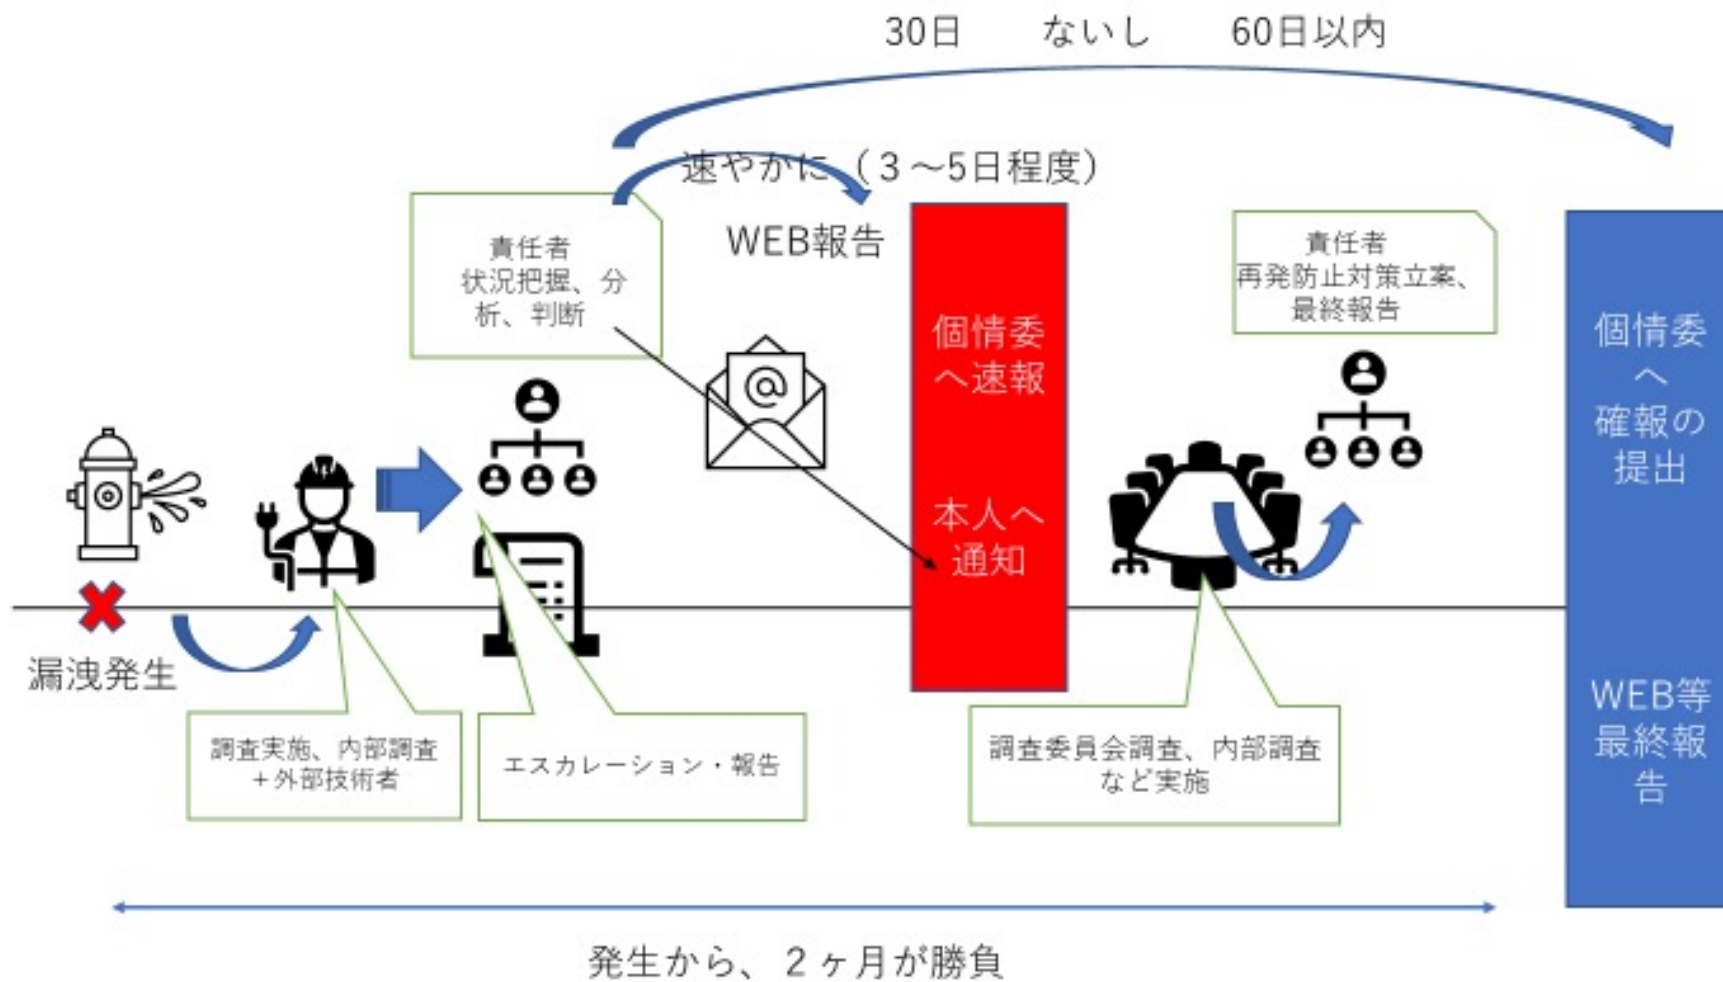 30日　　ないし　　60日以内
速やかに（３～5日程度）
WEB報告
責任者
状況把握、分
析、判断
個情委
へ速報
本人へ
通知
責任者
再発防止対策立案、
最終報告
個情委
へ
確報の
提出
WEB等
最終報
告
@
漏洩発生
調査実施、内部調査
＋外部技術者
エスカレーション・報告
調査委員会調査、内部調査
など実施
発生から、２ヶ月が勝負